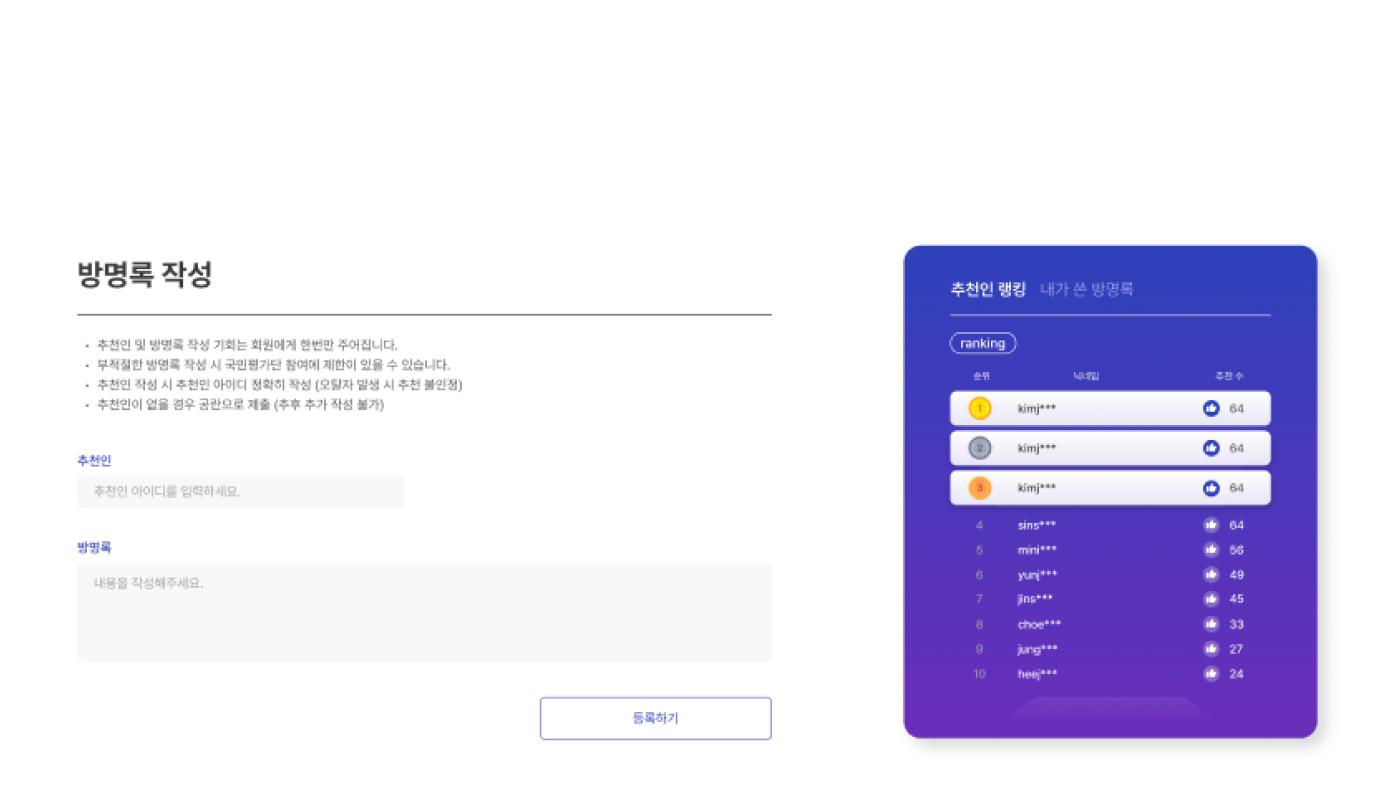 방명록 작성
• 추천인 및 방명록 작성 기회는 회원에게 한번만 주어집니다.
• 부적절한 방명록 작성 시 국민평가단 참여에 제한이 있을 수 있습니다.
• 추천인 작성 시 추천인 아이디 정확히 작성 (오탈자 발생 시 추천 불인정)
• 추천인이 없을 경우 공란으로 제출 (추후 추가 작성 불가)
추천인
추천인 아이디를 입력하세요.
방명록
내용을 작성해주세요.
등록하기
추천인 랭킹 내가 쓴 방명록
ranking
순위 닉네임 추천 수
1 kimj*** 64
2 kimj*** 64
3 kimj*** 64
4 sins*** 64
5 mini*** 56
6 yunj*** 49
7 jins*** 45
8 choe*** 33
9 jung*** 27
10 heej*** 24